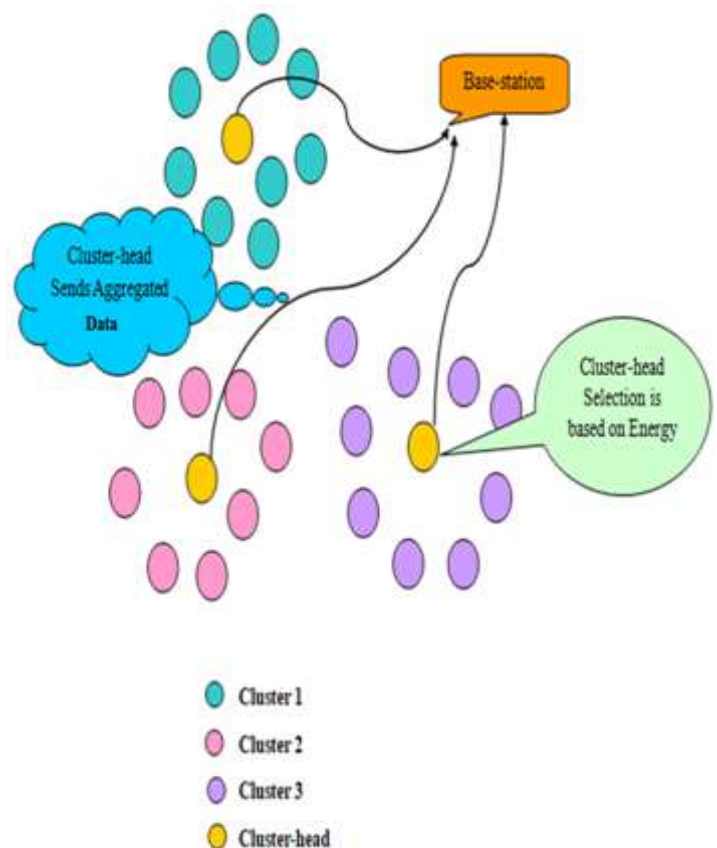 Base-station
Cluster-head
Sends Aggregated
Data
Cluster-head
Selection is
based on Energy
Cluster 1
Cluster 2
Cluster 3
Cluster-head